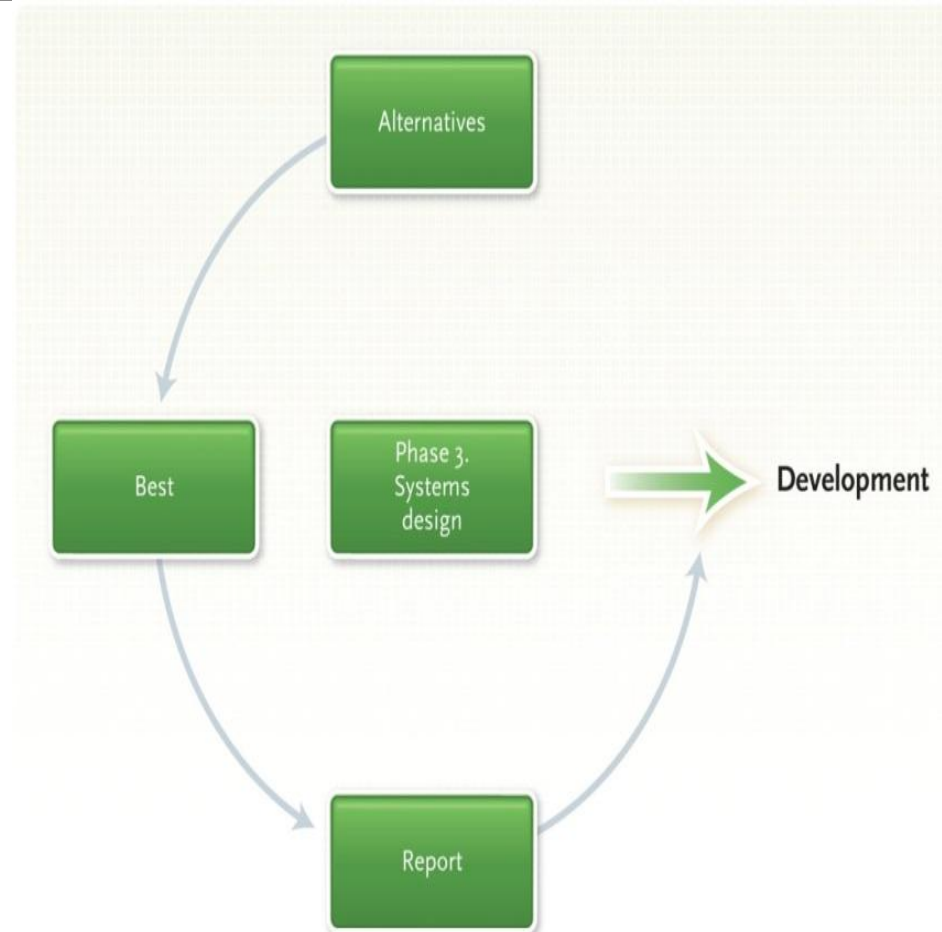 Alternatives
Best
Phase 3.
Systems
design
Development
Report